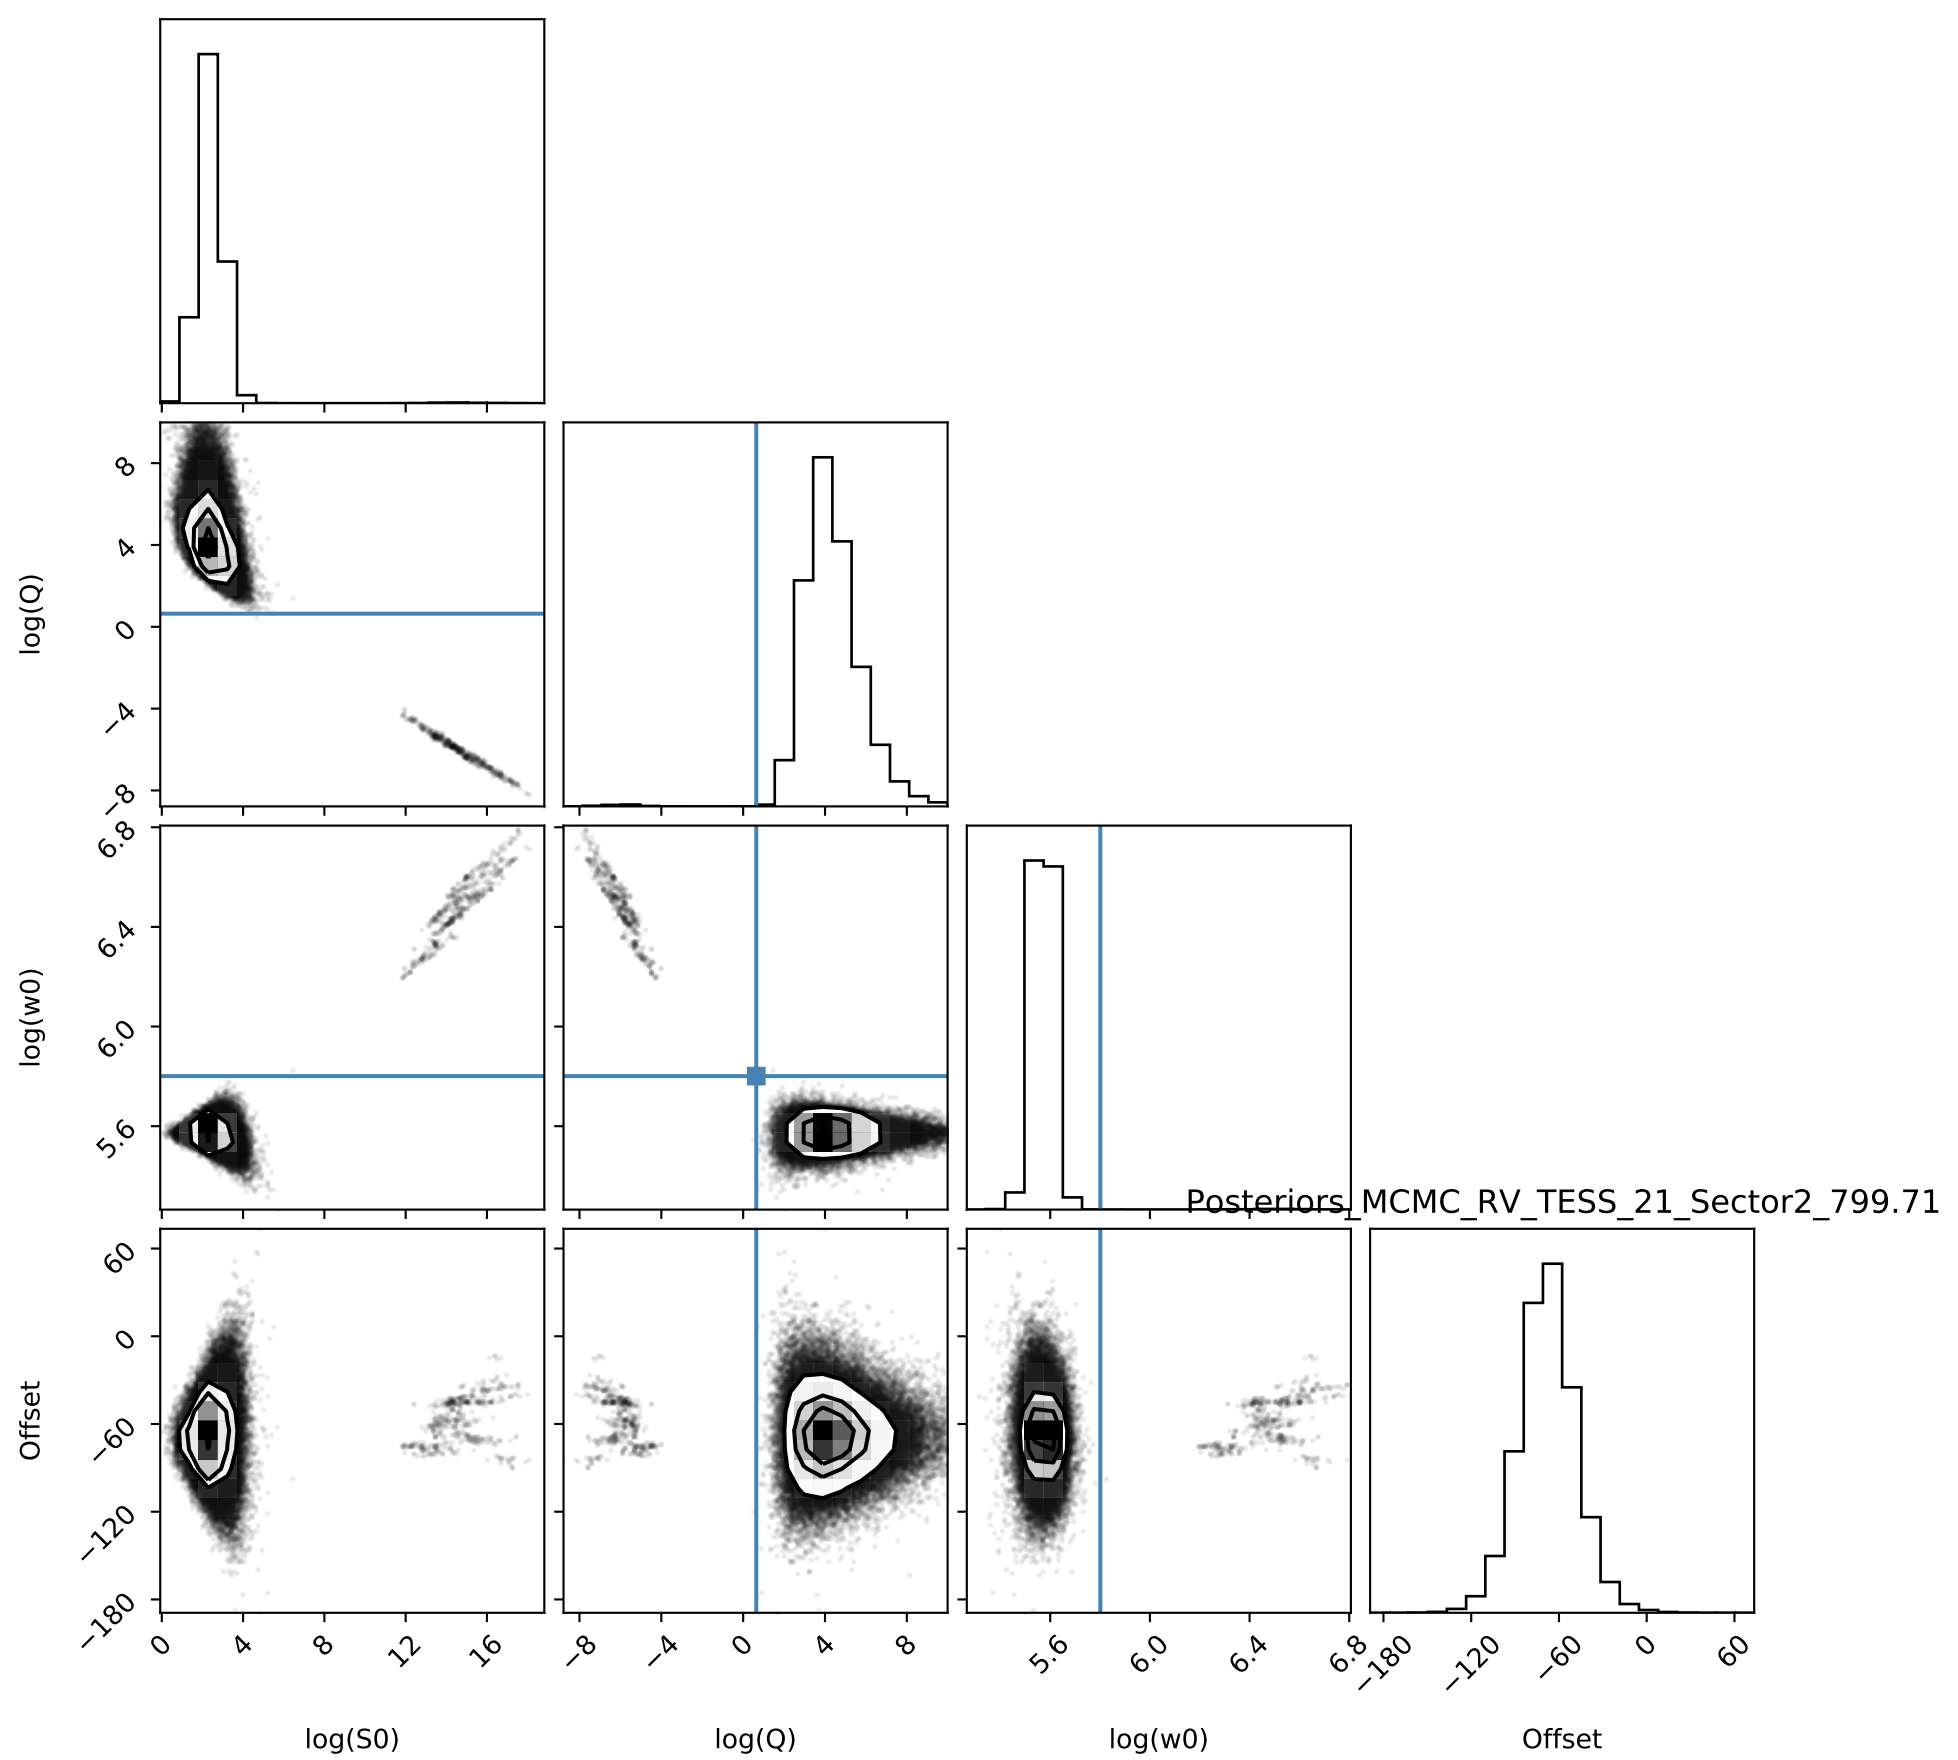 8
4
0
−4
−8
log(Q)
6.8
6.4
6.0
5.6
log(w0)
Posteriors_MCMC_RV_TESS_21_Sector2_799.71
60
0
−60
−120
−180
Offset
0 4 8 12 16
−8 −4 0 4 8
5.6 6.0 6.4 6.8
−180 −120 −60 0 60
log(S0) log(Q) log(w0) Offset